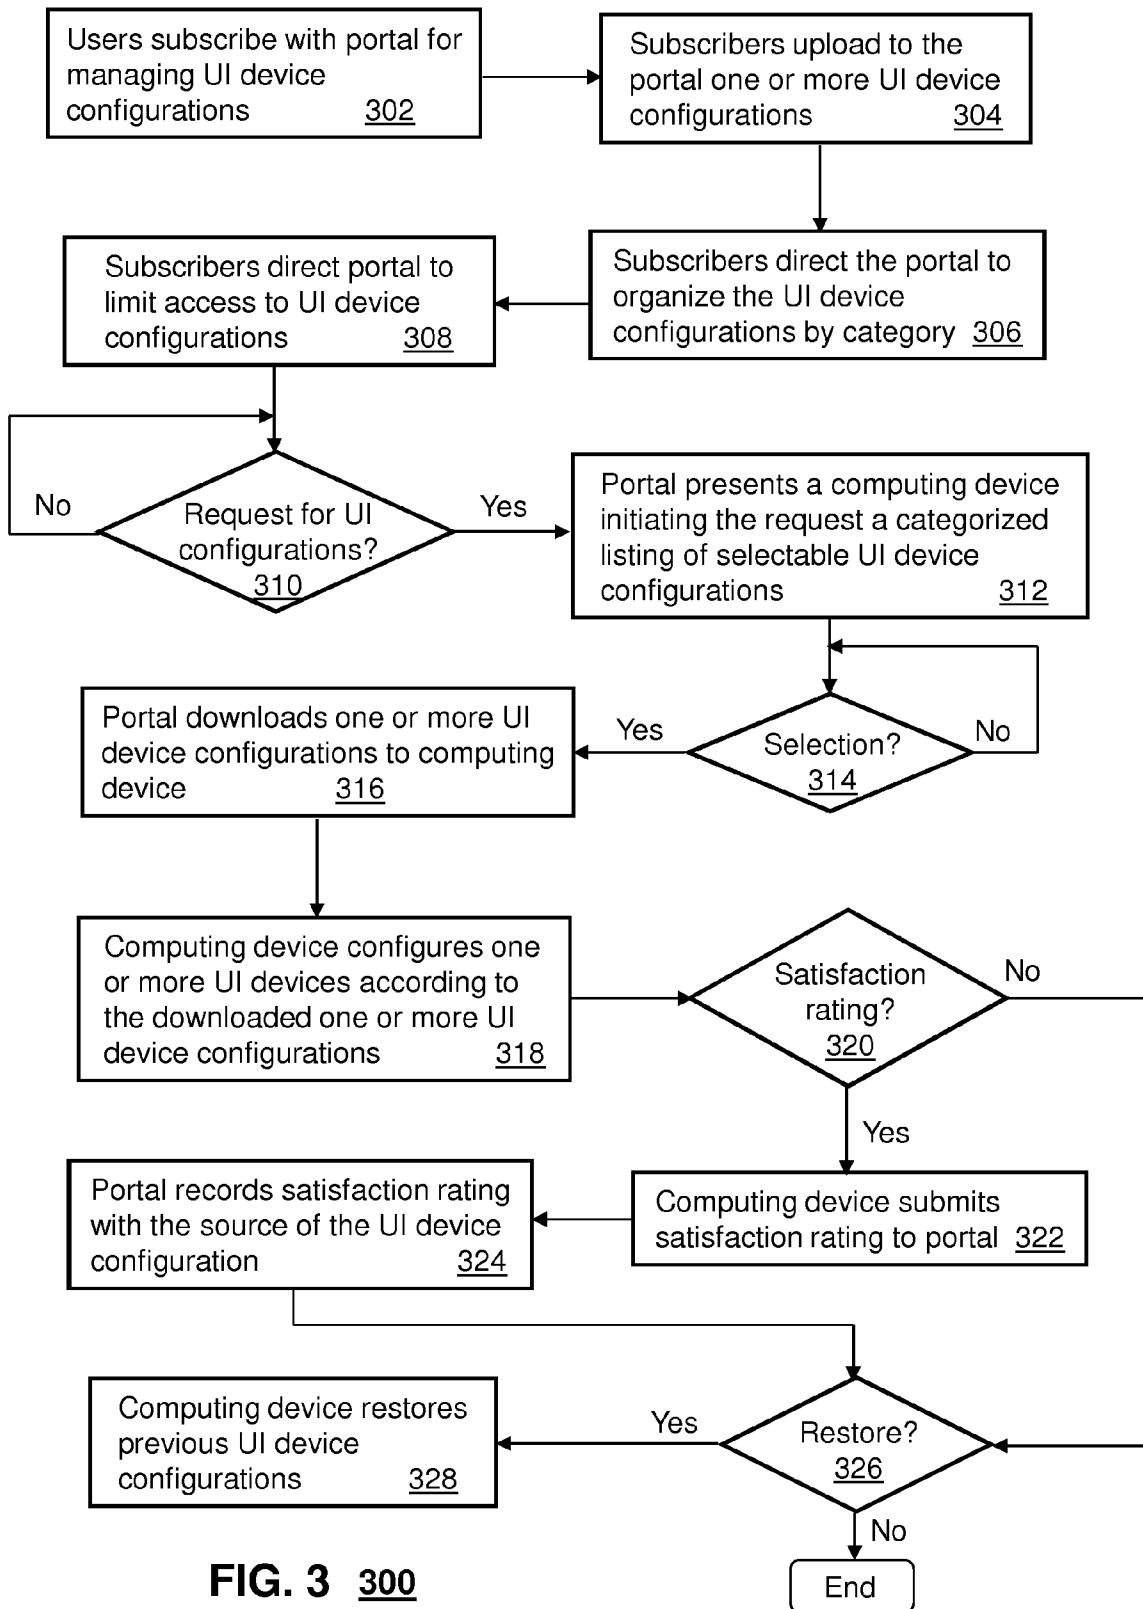 Users subscribe with portal for
managing UI device
configurations 302
Subscribers upload to the
portal one or more UI device
configurations 304
Subscribers direct portal to
limit access to UI device
configurations 308
Subscribers direct the portal to
organize the UI device
configurations by category 306
No
Request for UI
configurations?
310
Yes
Portal presents a computing device
initiating the request a categorized
listing of selectable UI device
configurations 312
Portal downloads one or more UI
device configurations to computing
device 316
Yes
Selection?
314
No
Computing device configures one
or more UI devices according to
the downloaded one or more UI
device configurations 318
Satisfaction
rating?
320
No
Yes
Portal records satisfaction rating
with the source of the UI device
configuration 324
Computing device submits
satisfaction rating to portal 322
Computing device restores
previous UI device
configurations 328
Yes
Restore?
326
No
End
FIG. 3 300